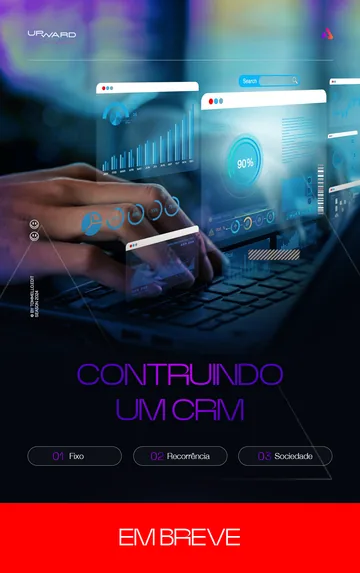 UPWARD
Search
90%
CONTRUINDO
UM CRM
01 Fixo
02 Recorrência
03 Sociedade
EM BREVE